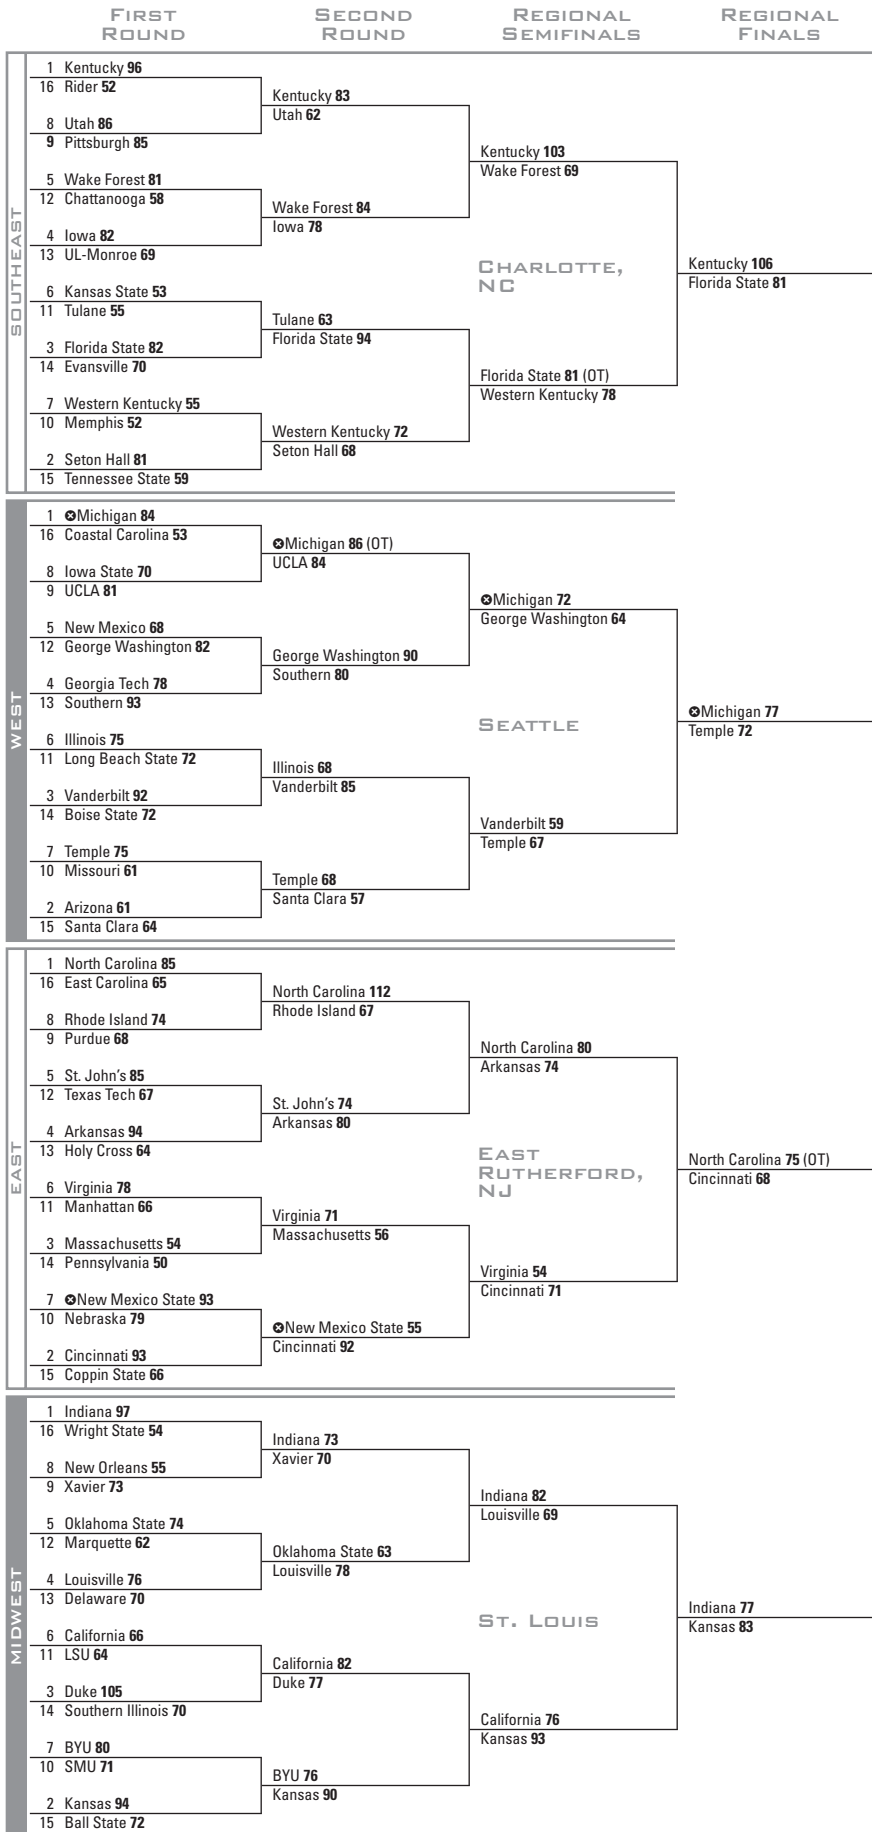 FIRST ROUND
SECOND ROUND
REGIONAL SEMIFINALS
REGIONAL FINALS
SOUTHEAST
1 Kentucky 96
16 Rider 52
8 Utah 86
9 Pittsburgh 85
5 Wake Forest 81
12 Chattanooga 58
4 Iowa 82
13 UL-Monroe 69
6 Kansas State 53
11 Tulane 55
3 Florida State 82
14 Evansville 70
7 Western Kentucky 55
10 Memphis 52
2 Seton Hall 81
15 Tennessee State 59
Kentucky 83
Utah 62
Wake Forest 84
Iowa 78
Tulane 63
Florida State 94
Western Kentucky 72
Seton Hall 68
Kentucky 103
Wake Forest 69
CHARLOTTE,
NC
Florida State 81 (OT)
Western Kentucky 78
Kentucky 106
Florida State 81
WEST
1 ✪Michigan 84
16 Coastal Carolina 53
8 Iowa State 70
9 UCLA 81
5 New Mexico 68
12 George Washington 82
4 Georgia Tech 78
13 Southern 93
6 Illinois 75
11 Long Beach State 72
3 Vanderbilt 92
14 Boise State 72
7 Temple 75
10 Missouri 61
2 Arizona 61
15 Santa Clara 64
✪Michigan 86 (OT)
UCLA 84
George Washington 90
Southern 80
Illinois 68
Vanderbilt 85
Temple 68
Santa Clara 57
✪Michigan 72
George Washington 64
SEATTLE
Vanderbilt 59
Temple 67
✪Michigan 77
Temple 72
EAST
1 North Carolina 85
16 East Carolina 65
8 Rhode Island 74
9 Purdue 68
5 St. John's 85
12 Texas Tech 67
4 Arkansas 94
13 Holy Cross 64
6 Virginia 78
11 Manhattan 66
3 Massachusetts 54
14 Pennsylvania 50
7 ✪New Mexico State 93
10 Nebraska 79
2 Cincinnati 93
15 Coppin State 66
North Carolina 112
Rhode Island 67
St. John's 74
Arkansas 80
Virginia 71
Massachusetts 56
✪New Mexico State 55
Cincinnati 92
North Carolina 80
Arkansas 74
EAST
RUTHERFORD,
NJ
Virginia 54
Cincinnati 71
North Carolina 75 (OT)
Cincinnati 68
MIDWEST
1 Indiana 97
16 Wright State 54
8 New Orleans 55
9 Xavier 73
5 Oklahoma State 74
12 Marquette 62
4 Louisville 76
13 Delaware 70
6 California 66
11 LSU 64
3 Duke 105
14 Southern Illinois 70
7 BYU 80
10 SMU 71
2 Kansas 94
15 Ball State 72
Indiana 73
Xavier 70
Oklahoma State 63
Louisville 78
California 82
Duke 77
BYU 76
Kansas 90
Indiana 82
Louisville 69
ST. LOUIS
California 76
Kansas 93
Indiana 77
Kansas 83